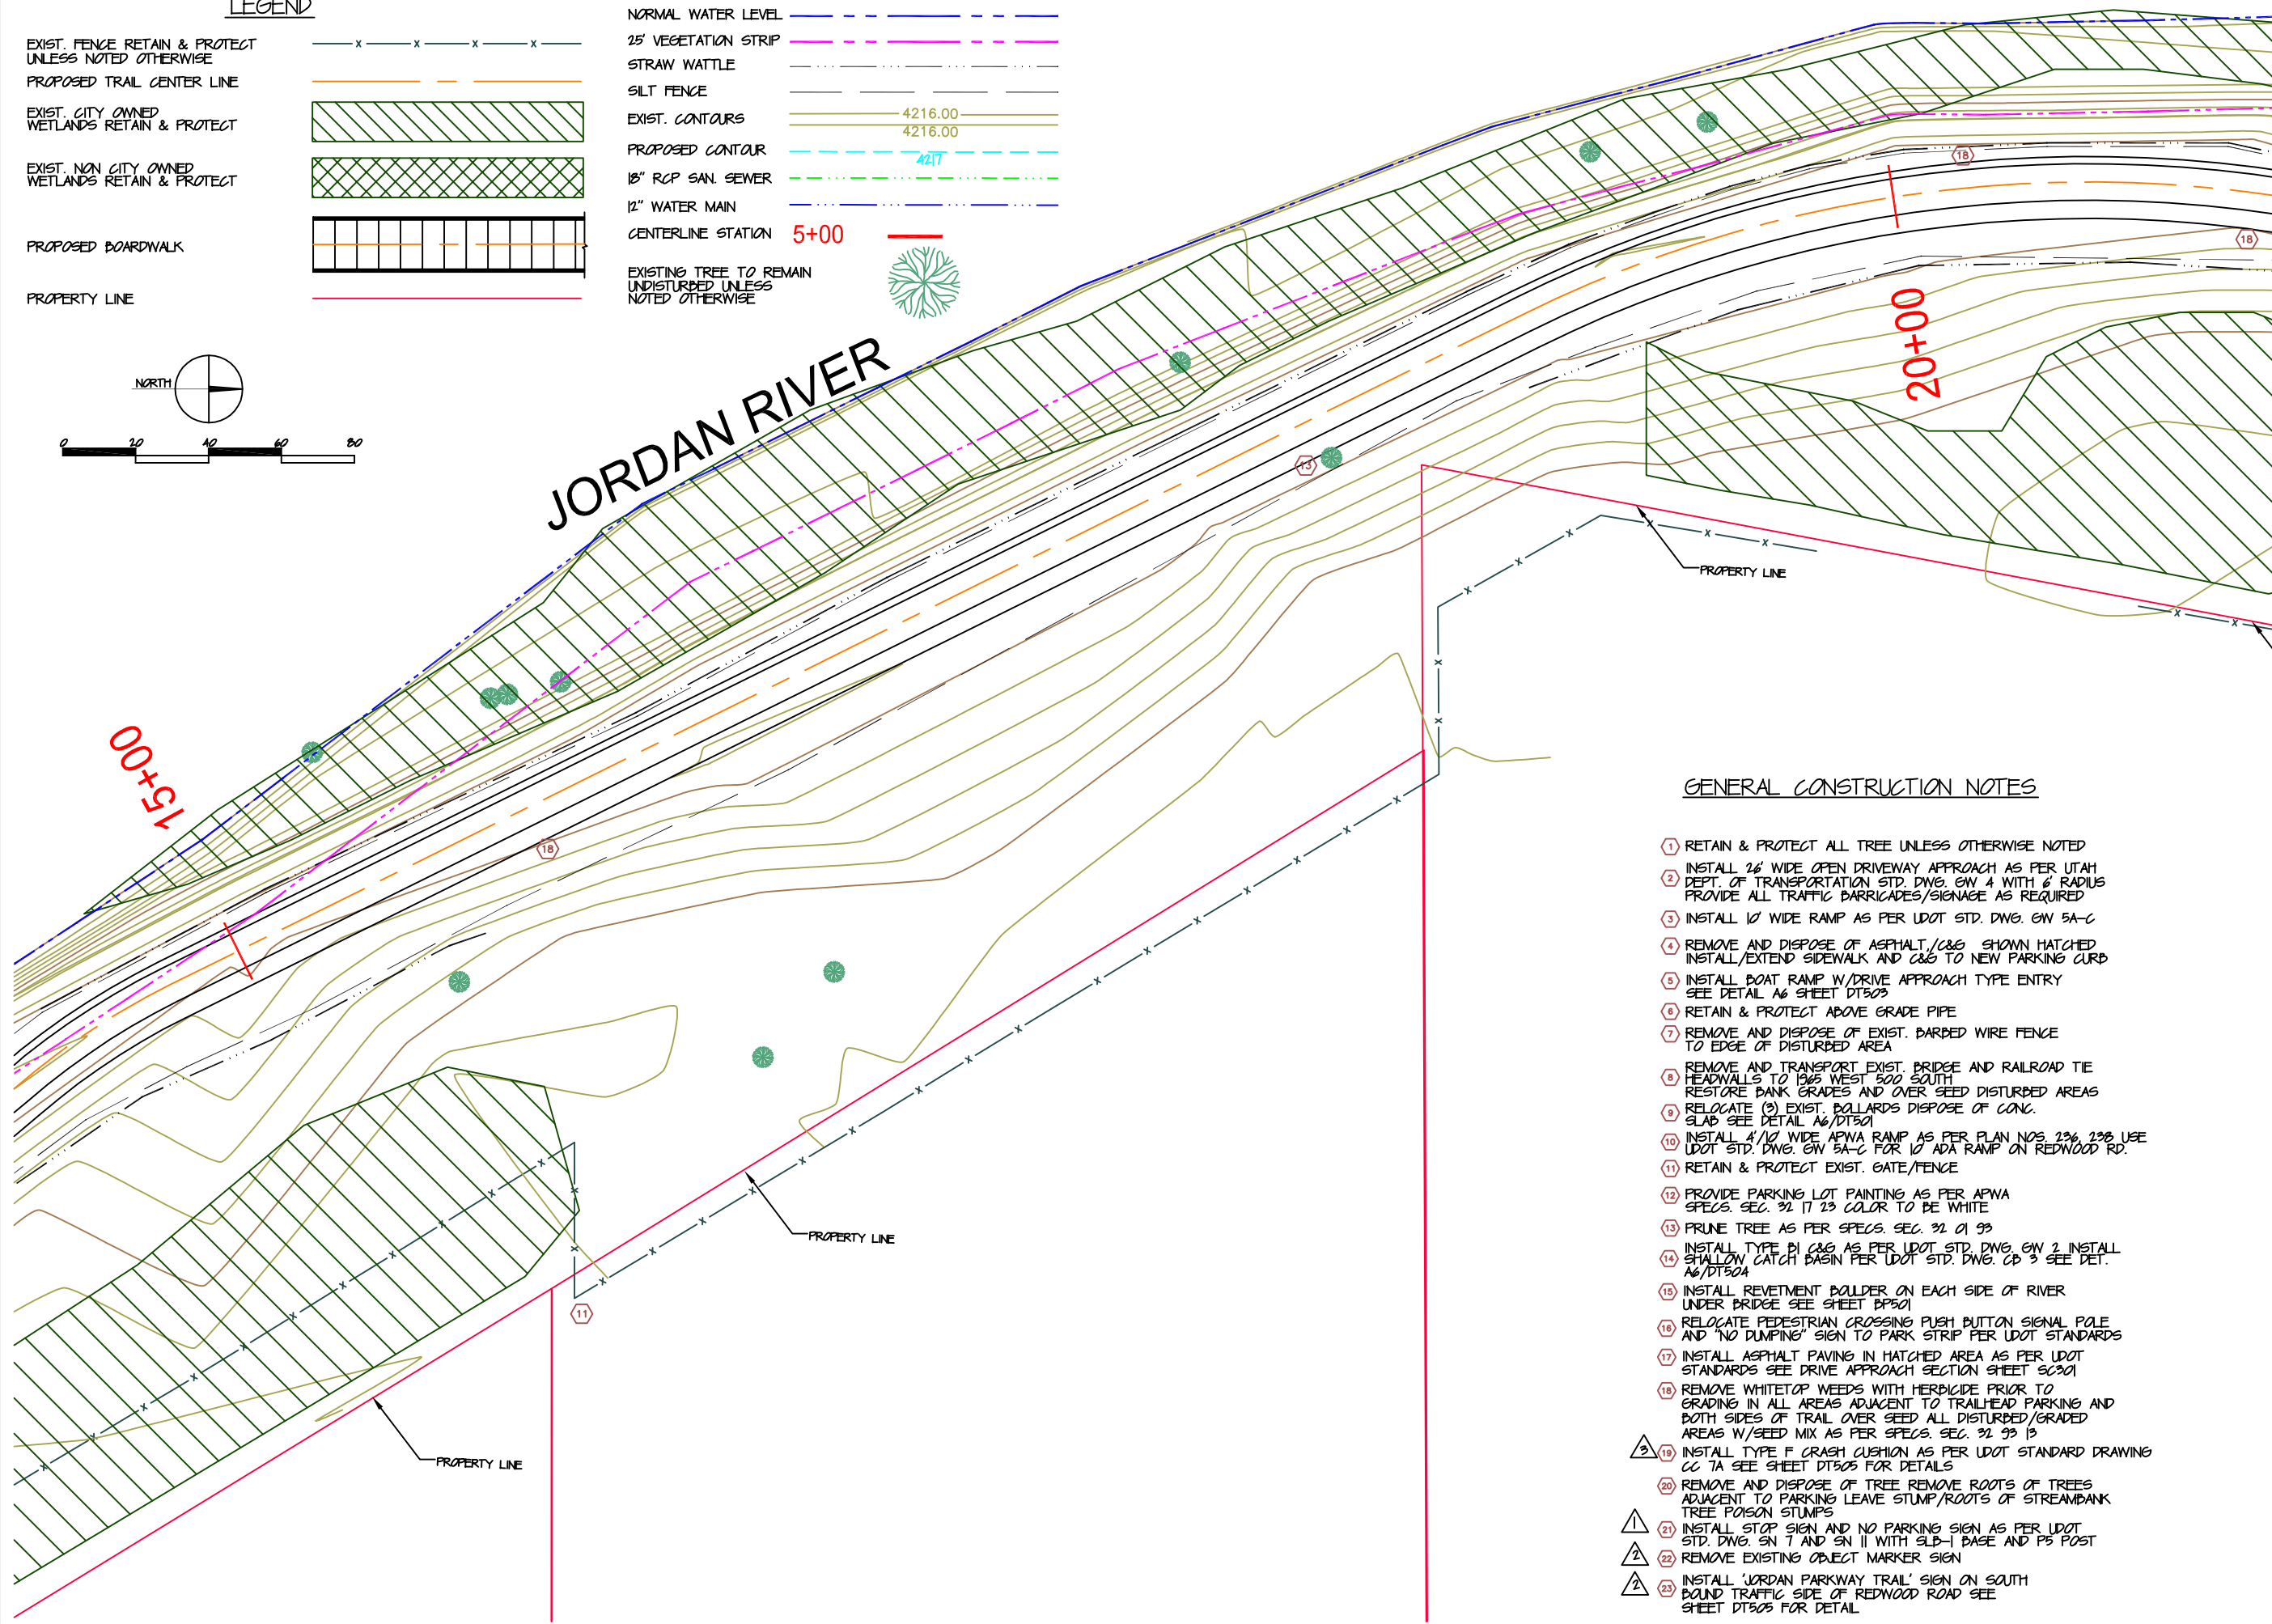 LEGEND
EXIST. FENCE RETAIN & PROTECT
UNLESS NOTED OTHERWISE
PROPOSED TRAIL CENTER LINE
EXIST. CITY OWNED
WETLANDS RETAIN & PROTECT
EXIST. NON CITY OWNED
WETLANDS RETAIN & PROTECT
PROPOSED BOARDWALK
PROPERTY LINE
NORMAL WATER LEVEL
25' VEGETATION STRIP
STRAW WATTLE
SILT FENCE
EXIST. CONTOURS
4216.00
4216.00
PROPOSED CONTOUR
4217
18" RCP SAN. SEWER
12" WATER MAIN
CENTERLINE STATION 5+00
EXISTING TREE TO REMAIN
UNDISTURBED UNLESS
NOTED OTHERWISE
NORTH
0 20 40 60 80
JORDAN RIVER
15+00
20+00
18
18
13
18
11
PROPERTY LINE
PROPERTY LINE
PROPERTY LINE
GENERAL CONSTRUCTION NOTES
1 RETAIN & PROTECT ALL TREE UNLESS OTHERWISE NOTED
2 INSTALL 26' WIDE OPEN DRIVEWAY APPROACH AS PER UTAH
DEPT. OF TRANSPORTATION STD. DWG. GW 4 WITH 6' RADIUS
PROVIDE ALL TRAFFIC BARRICADES/SIGNAGE AS REQUIRED
3 INSTALL 10' WIDE RAMP AS PER UDOT STD. DWG. GW 5A-C
4 REMOVE AND DISPOSE OF ASPHALT,/C&G SHOWN HATCHED
INSTALL/EXTEND SIDEWALK AND C&G TO NEW PARKING CURB
5 INSTALL BOAT RAMP W/DRIVE APPROACH TYPE ENTRY
SEE DETAIL A6 SHEET DT503
6 RETAIN & PROTECT ABOVE GRADE PIPE
7 REMOVE AND DISPOSE OF EXIST. BARBED WIRE FENCE
TO EDGE OF DISTURBED AREA
8 REMOVE AND TRANSPORT EXIST. BRIDGE AND RAILROAD TIE
HEADWALLS TO 1965 WEST 500 SOUTH
RESTORE BANK GRADES AND OVER SEED DISTURBED AREAS
9 RELOCATE (3) EXIST. BOLLARDS DISPOSE OF CONC.
SLAB SEE DETAIL A6/DT501
10 INSTALL 4'/10' WIDE APWA RAMP AS PER PLAN NOS. 236, 238 USE
UDOT STD. DWG. GW 5A-C FOR 10' ADA RAMP ON REDWOOD RD.
11 RETAIN & PROTECT EXIST. GATE/FENCE
12 PROVIDE PARKING LOT PAINTING AS PER APWA
SPECS. SEC. 32 17 23 COLOR TO BE WHITE
13 PRUNE TREE AS PER SPECS. SEC. 32 01 93
14 INSTALL TYPE B1 C&G AS PER UDOT STD. DWG. GW 2 INSTALL
SHALLOW CATCH BASIN PER UDOT STD. DWG. CB 3 SEE DET.
A6/DT504
15 INSTALL REVETMENT BOULDER ON EACH SIDE OF RIVER
UNDER BRIDGE SEE SHEET BP501
16 RELOCATE PEDESTRIAN CROSSING PUSH BUTTON SIGNAL POLE
AND "NO DUMPING" SIGN TO PARK STRIP PER UDOT STANDARDS
17 INSTALL ASPHALT PAVING IN HATCHED AREA AS PER UDOT
STANDARDS SEE DRIVE APPROACH SECTION SHEET SC301
18 REMOVE WHITETOP WEEDS WITH HERBICIDE PRIOR TO
GRADING IN ALL AREAS ADJACENT TO TRAILHEAD PARKING AND
BOTH SIDES OF TRAIL OVER SEED ALL DISTURBED/GRADED
AREAS W/SEED MIX AS PER SPECS. SEC. 32 93 13
3 19 INSTALL TYPE F CRASH CUSHION AS PER UDOT STANDARD DRAWING
CC 7A SEE SHEET DT505 FOR DETAILS
20 REMOVE AND DISPOSE OF TREE REMOVE ROOTS OF TREES
ADJACENT TO PARKING LEAVE STUMP/ROOTS OF STREAMBANK
TREE POISON STUMPS
1 21 INSTALL STOP SIGN AND NO PARKING SIGN AS PER UDOT
STD. DWG. SN 7 AND SN 11 WITH SLB-1 BASE AND P5 POST
2 22 REMOVE EXISTING OBJECT MARKER SIGN
2 23 INSTALL 'JORDAN PARKWAY TRAIL' SIGN ON SOUTH
BOUND TRAFFIC SIDE OF REDWOOD ROAD SEE
SHEET DT505 FOR DETAIL